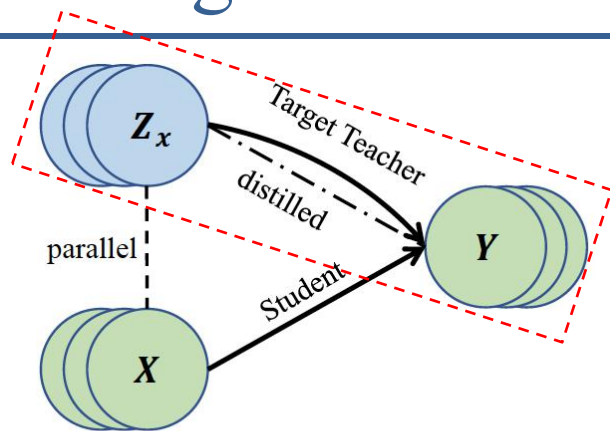 Z_x
Target Teacher
distilled
parallel
Y
Student
X